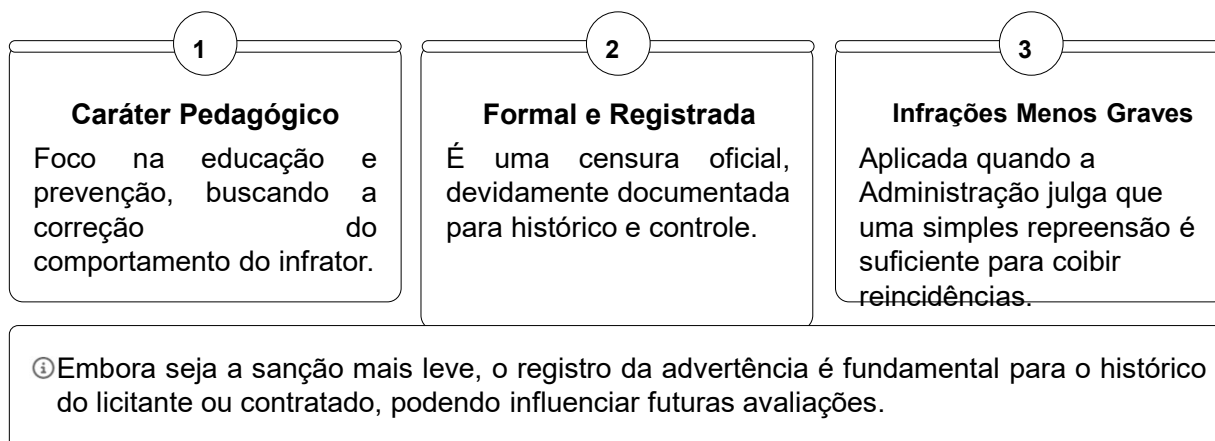 1
Caráter Pedagógico
Foco na educação e
prevenção, buscando a
correção do
comportamento do infrator.
2
Formal e Registrada
É uma censura oficial,
devidamente documentada
para histórico e controle.
3
Infrações Menos Graves
Aplicada quando a
Administração julga que
uma simples repreensão é
suficiente para coibir
reincidências.
Embora seja a sanção mais leve, o registro da advertência é fundamental para o histórico
do licitante ou contratado, podendo influenciar futuras avaliações.